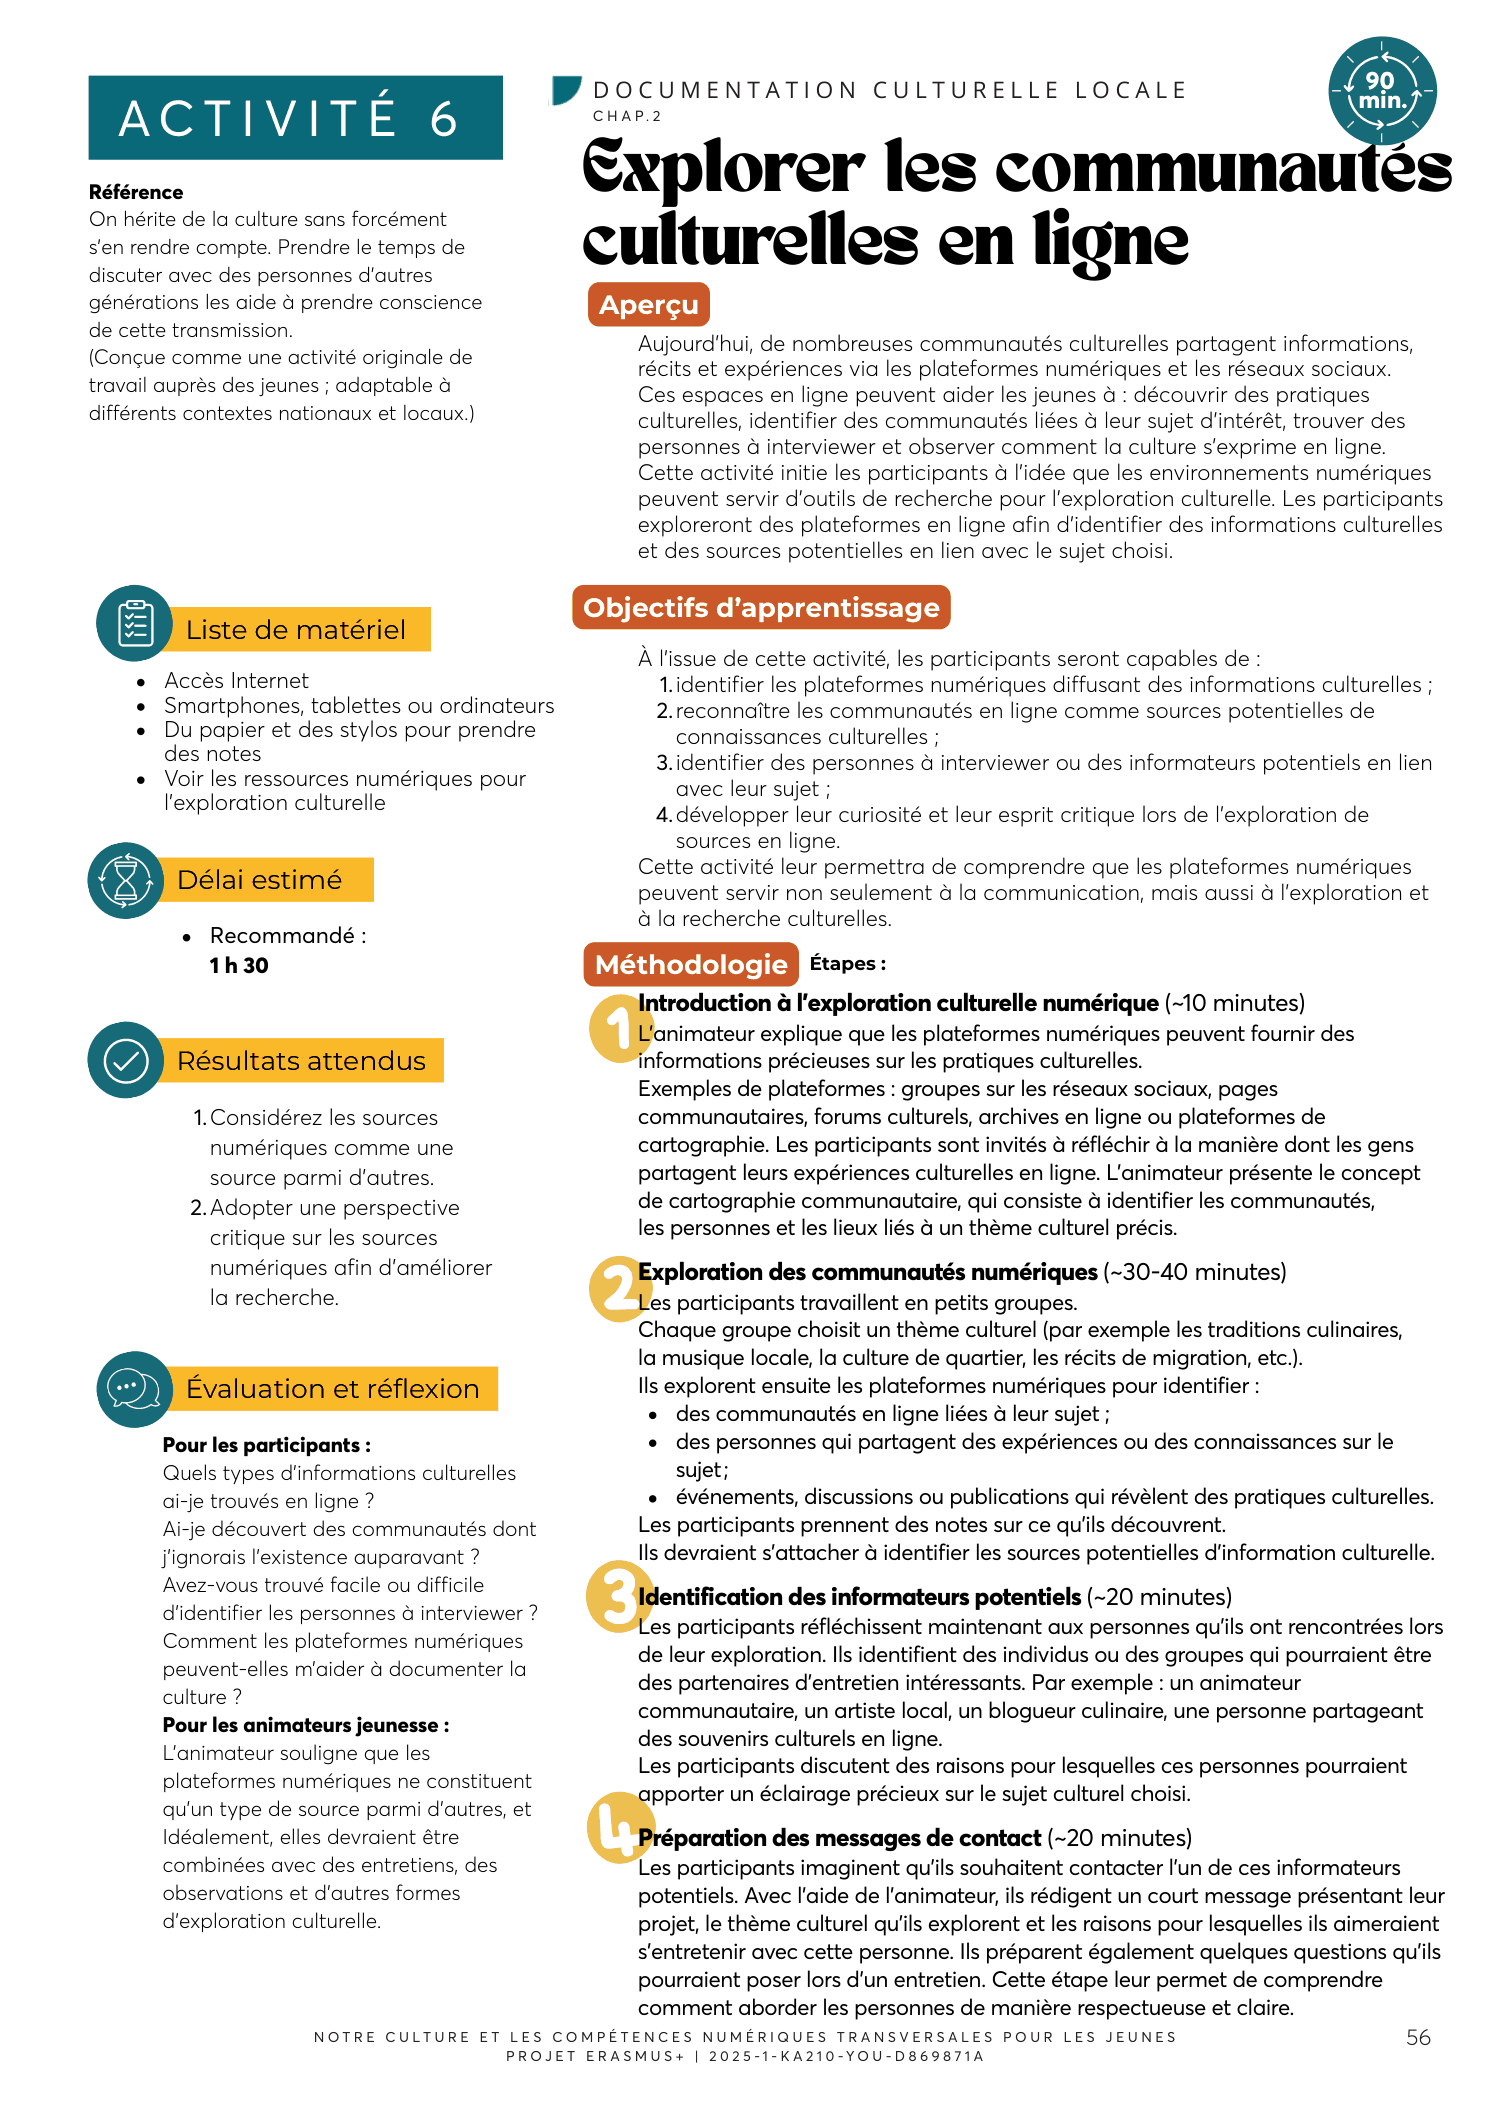 ACTIVITÉ 6
Référence
On hérite de la culture sans forcément
s'en rendre compte. Prendre le temps de
discuter avec des personnes d'autres
générations les aide à prendre conscience
de cette transmission.
(Conçue comme une activité originale de
travail auprès des jeunes ; adaptable à
différents contextes nationaux et locaux.)
Liste de matériel
• Accès Internet
• Smartphones, tablettes ou ordinateurs
• Du papier et des stylos pour prendre
des notes
• Voir les ressources numériques pour
l'exploration culturelle
Délai estimé
• Recommandé :
1 h 30
Résultats attendus
1. Considérez les sources
numériques comme une
source parmi d'autres.
2. Adopter une perspective
critique sur les sources
numériques afin d'améliorer
la recherche.
Évaluation et réflexion
Pour les participants :
Quels types d'informations culturelles
ai-je trouvés en ligne ?
Ai-je découvert des communautés dont
j'ignorais l'existence auparavant ?
Avez-vous trouvé facile ou difficile
d'identifier les personnes à interviewer ?
Comment les plateformes numériques
peuvent-elles m'aider à documenter la
culture ?
Pour les animateurs jeunesse :
L'animateur souligne que les
plateformes numériques ne constituent
qu'un type de source parmi d'autres, et
Idéalement, elles devraient être
combinées avec des entretiens, des
observations et d'autres formes
d'exploration culturelle.
DOCUMENTATION CULTURELLE LOCALE
CHAP.2
90
min.
Explorer les communautés
culturelles en ligne
Aperçu
Aujourd'hui, de nombreuses communautés culturelles partagent informations,
récits et expériences via les plateformes numériques et les réseaux sociaux.
Ces espaces en ligne peuvent aider les jeunes à : découvrir des pratiques
culturelles, identifier des communautés liées à leur sujet d'intérêt, trouver des
personnes à interviewer et observer comment la culture s'exprime en ligne.
Cette activité initie les participants à l'idée que les environnements numériques
peuvent servir d'outils de recherche pour l'exploration culturelle. Les participants
exploreront des plateformes en ligne afin d'identifier des informations culturelles
et des sources potentielles en lien avec le sujet choisi.
Objectifs d'apprentissage
À l'issue de cette activité, les participants seront capables de :
1. identifier les plateformes numériques diffusant des informations culturelles ;
2. reconnaître les communautés en ligne comme sources potentielles de
connaissances culturelles ;
3. identifier des personnes à interviewer ou des informateurs potentiels en lien
avec leur sujet ;
4. développer leur curiosité et leur esprit critique lors de l'exploration de
sources en ligne.
Cette activité leur permettra de comprendre que les plateformes numériques
peuvent servir non seulement à la communication, mais aussi à l'exploration et
à la recherche culturelles.
Méthodologie Étapes :
1 Introduction à l'exploration culturelle numérique (~10 minutes)
L'animateur explique que les plateformes numériques peuvent fournir des
informations précieuses sur les pratiques culturelles.
Exemples de plateformes : groupes sur les réseaux sociaux, pages
communautaires, forums culturels, archives en ligne ou plateformes de
cartographie. Les participants sont invités à réfléchir à la manière dont les gens
partagent leurs expériences culturelles en ligne. L'animateur présente le concept
de cartographie communautaire, qui consiste à identifier les communautés,
les personnes et les lieux liés à un thème culturel précis.
2 Exploration des communautés numériques (~30-40 minutes)
Les participants travaillent en petits groupes.
Chaque groupe choisit un thème culturel (par exemple les traditions culinaires,
la musique locale, la culture de quartier, les récits de migration, etc.).
Ils explorent ensuite les plateformes numériques pour identifier :
• des communautés en ligne liées à leur sujet ;
• des personnes qui partagent des expériences ou des connaissances sur le
sujet ;
• événements, discussions ou publications qui révèlent des pratiques culturelles.
Les participants prennent des notes sur ce qu'ils découvrent.
Ils devraient s'attacher à identifier les sources potentielles d'information culturelle.
3 Identification des informateurs potentiels (~20 minutes)
Les participants réfléchissent maintenant aux personnes qu'ils ont rencontrées lors
de leur exploration. Ils identifient des individus ou des groupes qui pourraient être
des partenaires d'entretien intéressants. Par exemple : un animateur
communautaire, un artiste local, un blogueur culinaire, une personne partageant
des souvenirs culturels en ligne.
Les participants discutent des raisons pour lesquelles ces personnes pourraient
apporter un éclairage précieux sur le sujet culturel choisi.
4 Préparation des messages de contact (~20 minutes)
Les participants imaginent qu'ils souhaitent contacter l'un de ces informateurs
potentiels. Avec l'aide de l'animateur, ils rédigent un court message présentant leur
projet, le thème culturel qu'ils explorent et les raisons pour lesquelles ils aimeraient
s'entretenir avec cette personne. Ils préparent également quelques questions qu'ils
pourraient poser lors d'un entretien. Cette étape leur permet de comprendre
comment aborder les personnes de manière respectueuse et claire.
NOTRE CULTURE ET LES COMPÉTENCES NUMÉRIQUES TRANSVERSALES POUR LES JEUNES
PROJET ERASMUS+ | 2025-1-KA210-YOU-D869871A
56